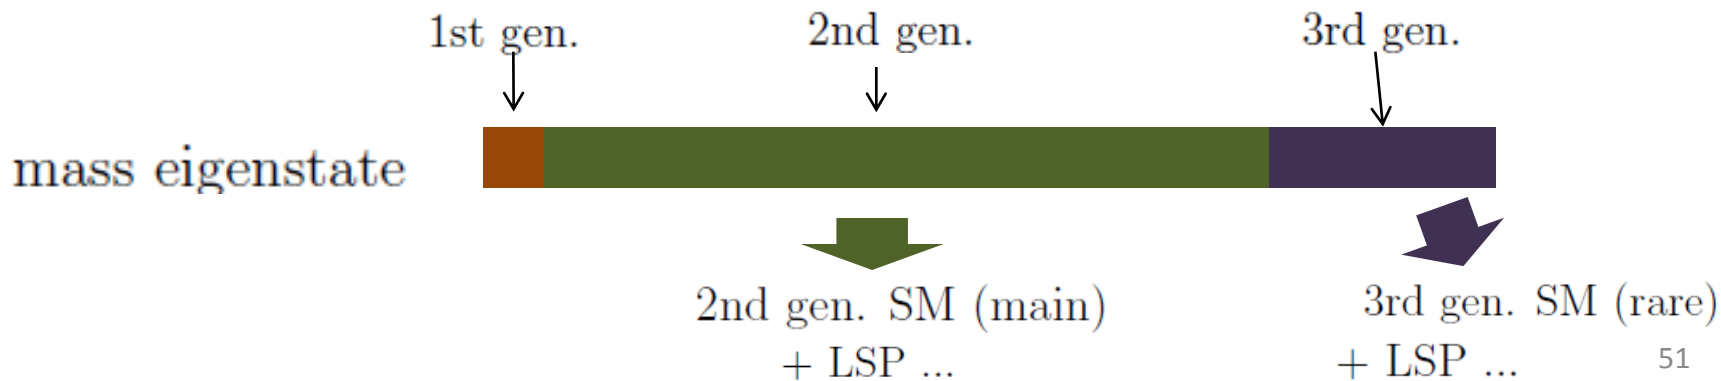 1st gen.
2nd gen.
3rd gen.
mass eigenstate
2nd gen. SM (main)
+ LSP ...
3rd gen. SM (rare)
+ LSP ...
51